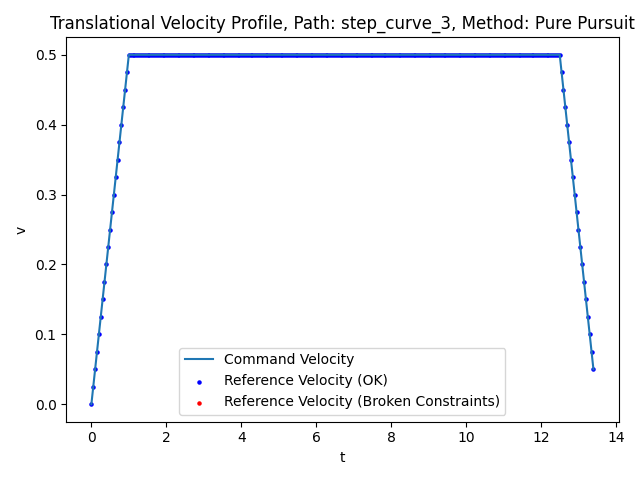 Translational Velocity Profile, Path: step_curve_3, Method: Pure Pursuit
0.5
0.4
0.3
0.2
0.1
0.0
v
Command Velocity
Reference Velocity (OK)
Reference Velocity (Broken Constraints)
0 2 4 6 8 10 12 14
t